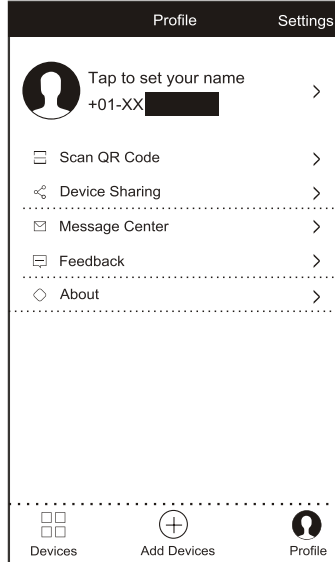 Profile Settings
Tap to set your name
+01-XX
Scan QR Code
Device Sharing
Message Center
Feedback
About
Devices Add Devices Profile